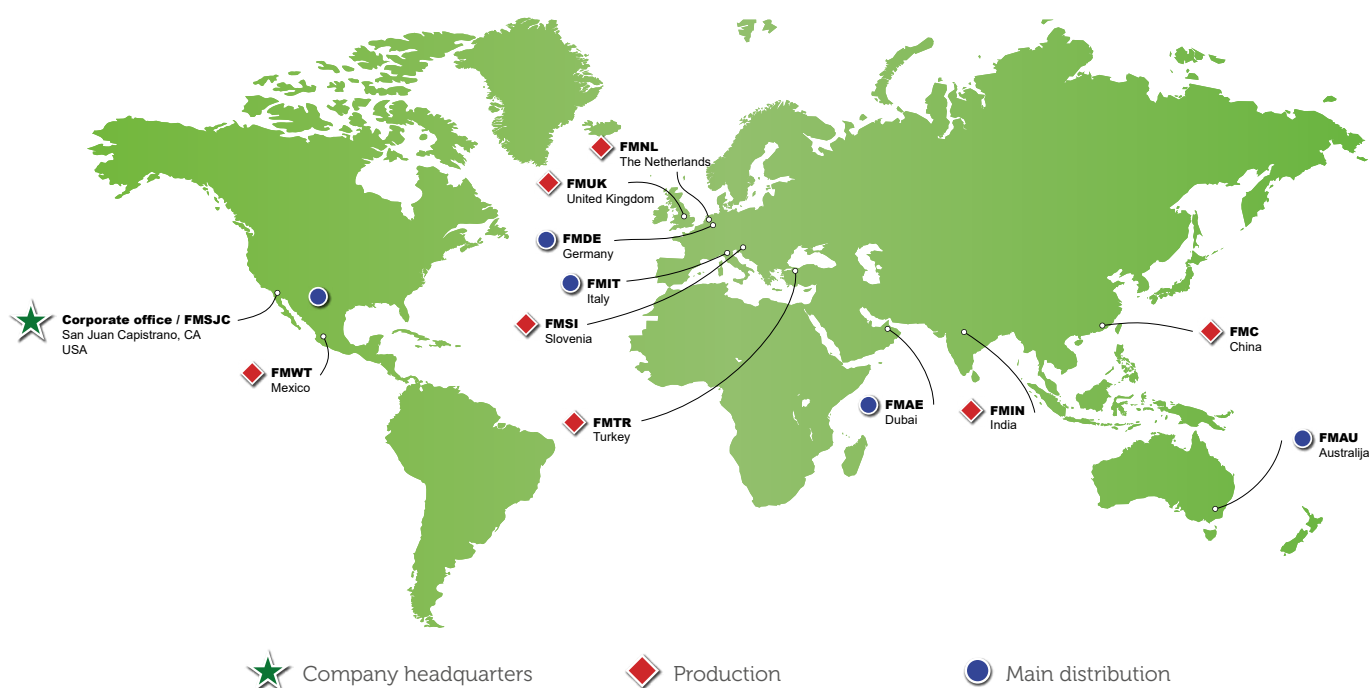 FMNL
The Netherlands
FMUK
United Kingdom
FMDE
Germany
FMIT
Italy
Corporate office / FMSJC
San Juan Capistrano, CA
USA
FMSI
Slovenia
FMC
China
FMWT
Mexico
FMTR
Turkey
FMAE
Dubai
FMIN
India
FMAU
Australija
Company headquarters
Production
Main distribution